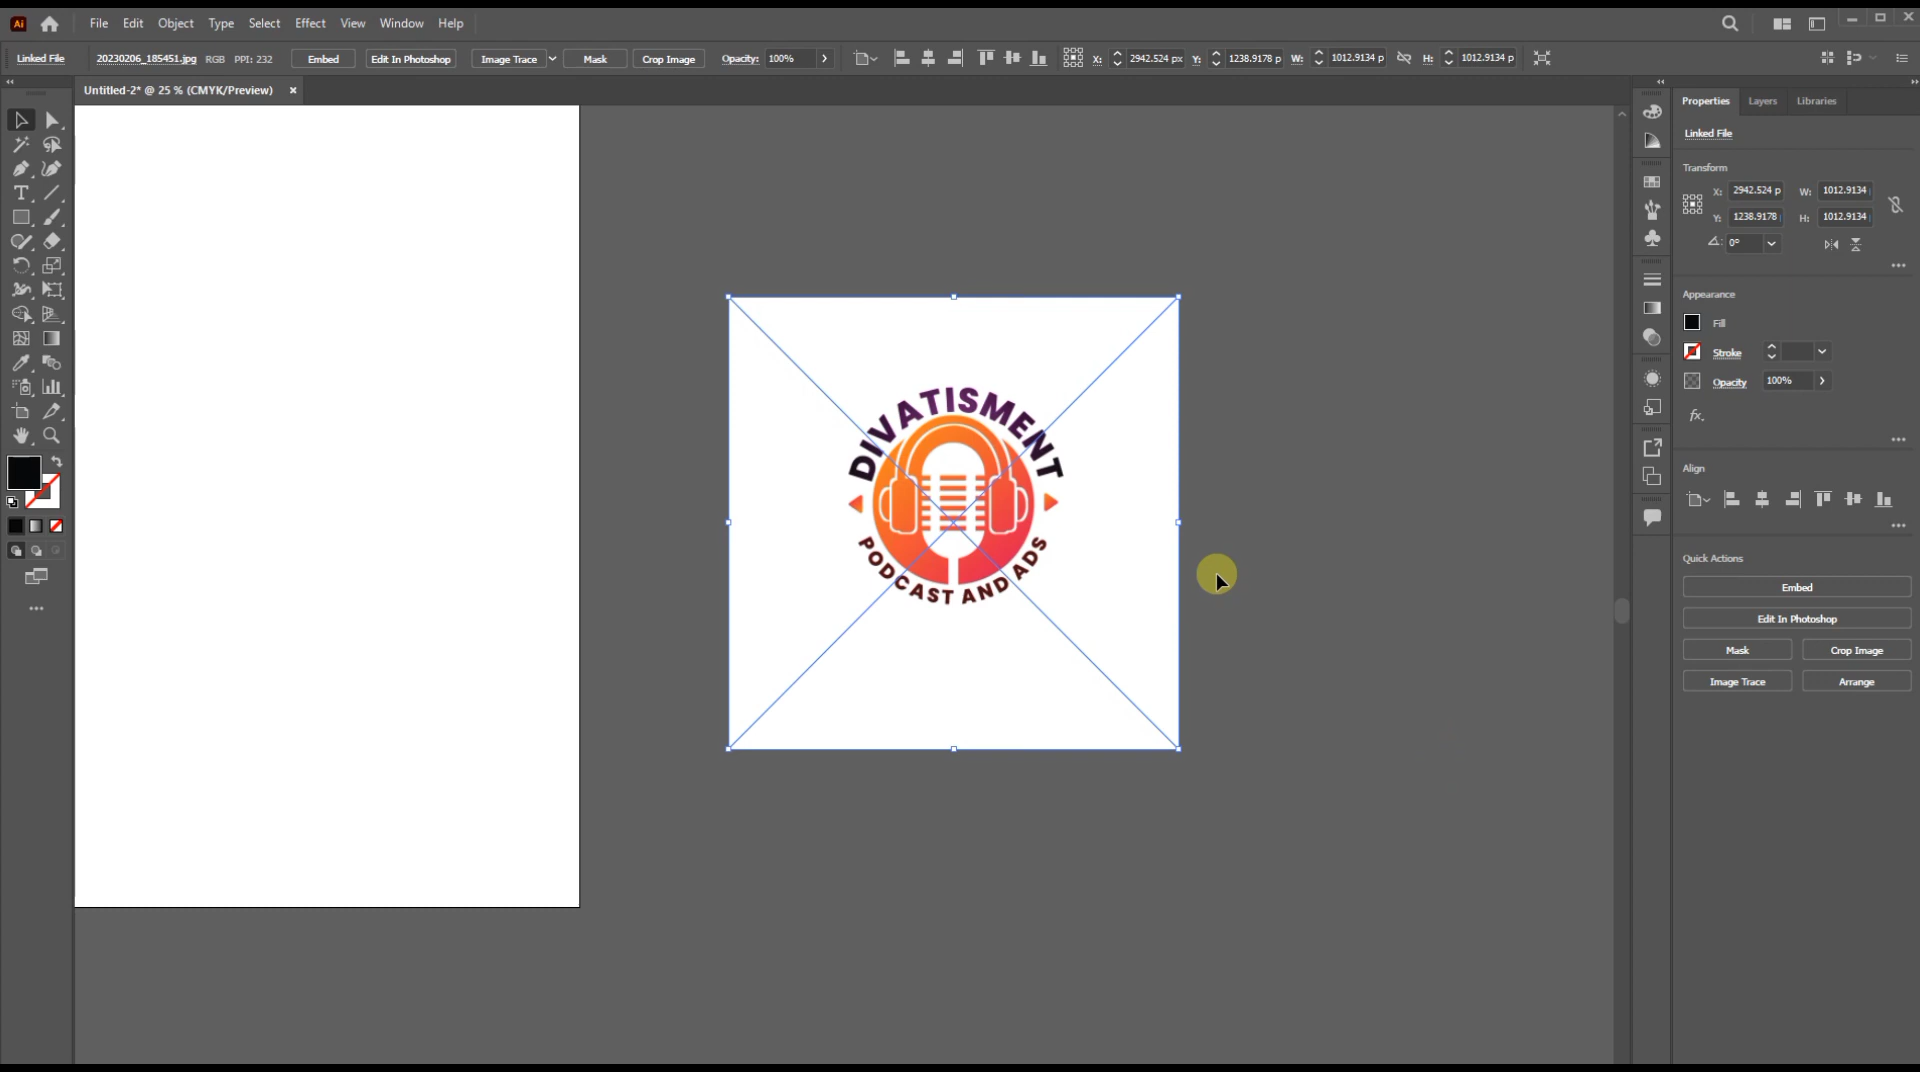 Ai File Edit Object Type Select Effect View Window Help
Linked File 20230206_185451.jpg RGB PPI: 232 Embed Edit In Photoshop Image Trace Mask Crop Image Opacity: 100% X: 2942.524 px Y: 1238.9178 p W: 1012.9134 p H: 1012.9134 p
Untitled-2* @ 25 % (CMYK/Preview) ×
Properties Layers Libraries
Linked File
Transform
X: 2942.524 p W: 1012.9134
Y: 1238.9178 H: 1012.9134
0°
Appearance
Fill
Stroke
Opacity 100%
fx.
Align
Quick Actions
Embed
Edit In Photoshop
Mask Crop Image
Image Trace Arrange
DIVATISMENT
PODCAST AND ADS